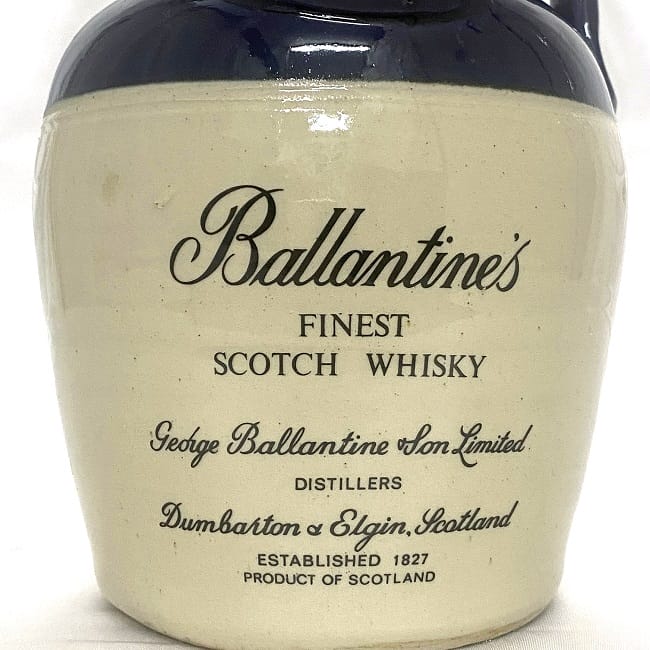 Ballantine's
FINEST
SCOTCH WHISKY
George Ballantine & Son Limited
DISTILLERS
Dumbarton & Elgin, Scotland
ESTABLISHED 1827
PRODUCT OF SCOTLAND